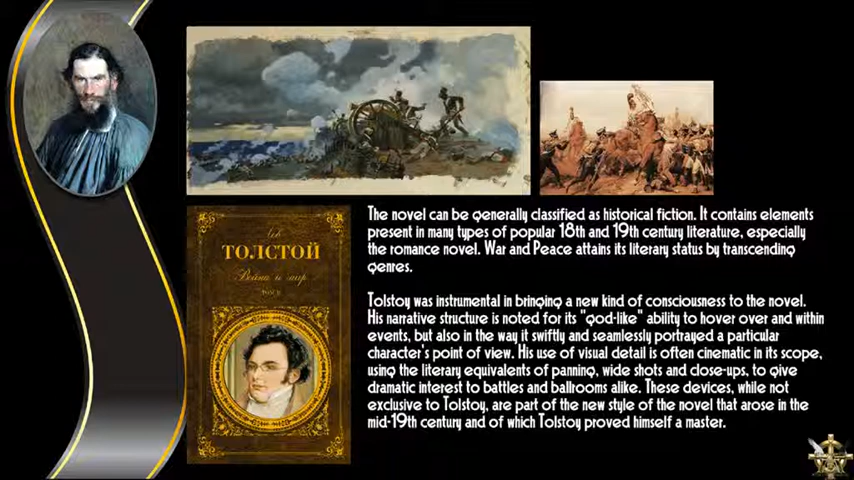 Лев
ТОЛСТОЙ
Война и мир
The novel can be generally classified as historical fiction. It contains elements
present in many types of popular 18th and 19th century literature, especially
the romance novel. War and Peace attains its literary status by transcending
genres.
Tolstoy was instrumental in bringing a new kind of consciousness to the novel.
His narrative structure is noted for its "god-like" ability to hover over and within
events, but also in the way it swiftly and seamlessly portrayed a particular
character's point of view. His use of visual detail is often cinematic in its scope,
using the literary equivalents of panning, wide shots and close-ups, to give
dramatic interest to battles and ballrooms alike. These devices, while not
exclusive to Tolstoy, are part of the new style of the novel that arose in the
mid-19th century and of which Tolstoy proved himself a master.